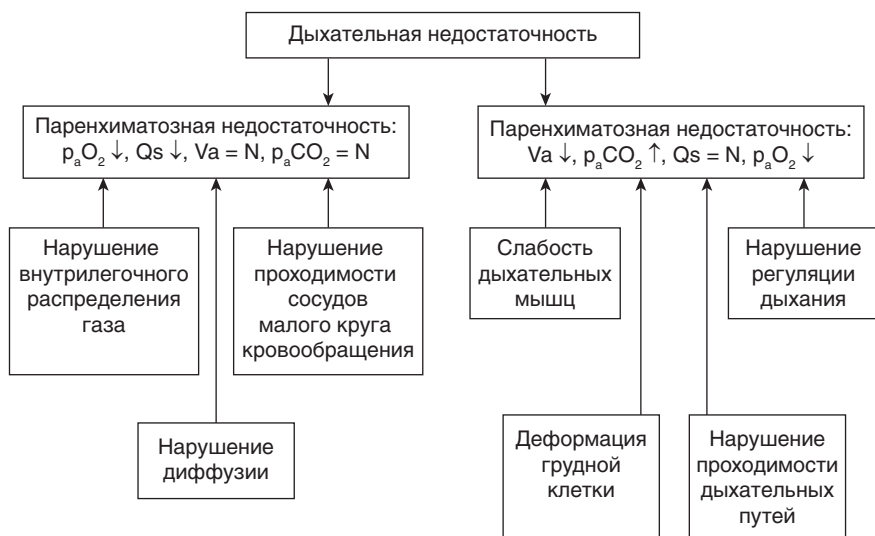 Дыхательная недостаточность
Паренхиматозная недостаточность:
pₐO₂ ↓, Qs ↓, Va = N, pₐCO₂ = N
Паренхиматозная недостаточность:
Va ↓, pₐCO₂ ↑, Qs = N, pₐO₂ ↓
Нарушение
внутрилегочного
распределения
газа
Нарушение
проходимости
сосудов
малого круга
кровообращения
Слабость
дыхательных
мышц
Нарушение
регуляции
дыхания
Нарушение
диффузии
Деформация
грудной
клетки
Нарушение
проходимости
дыхательных
путей